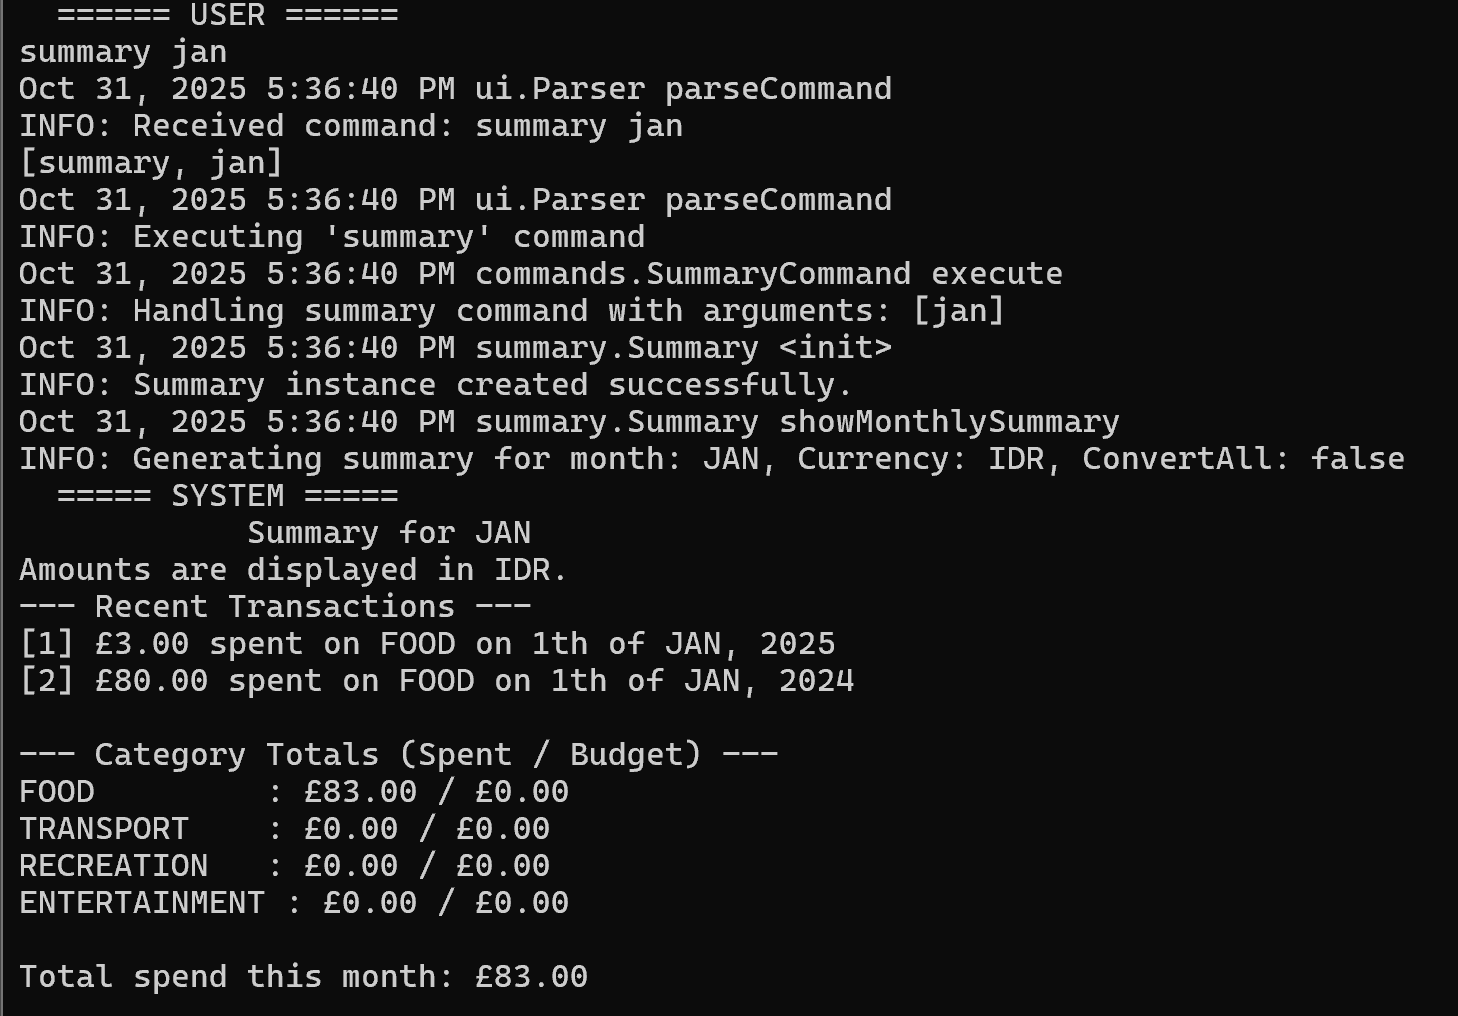 ====== USER ======
summary jan
Oct 31, 2025 5:36:40 PM ui.Parser parseCommand
INFO: Received command: summary jan
[summary, jan]
Oct 31, 2025 5:36:40 PM ui.Parser parseCommand
INFO: Executing 'summary' command
Oct 31, 2025 5:36:40 PM commands.SummaryCommand execute
INFO: Handling summary command with arguments: [jan]
Oct 31, 2025 5:36:40 PM summary.Summary <init>
INFO: Summary instance created successfully.
Oct 31, 2025 5:36:40 PM summary.Summary showMonthlySummary
INFO: Generating summary for month: JAN, Currency: IDR, ConvertAll: false
===== SYSTEM =====
Summary for JAN
Amounts are displayed in IDR.
--- Recent Transactions ---
[1] £3.00 spent on FOOD on 1th of JAN, 2025
[2] £80.00 spent on FOOD on 1th of JAN, 2024
--- Category Totals (Spent / Budget) ---
FOOD : £83.00 / £0.00
TRANSPORT : £0.00 / £0.00
RECREATION : £0.00 / £0.00
ENTERTAINMENT : £0.00 / £0.00
Total spend this month: £83.00